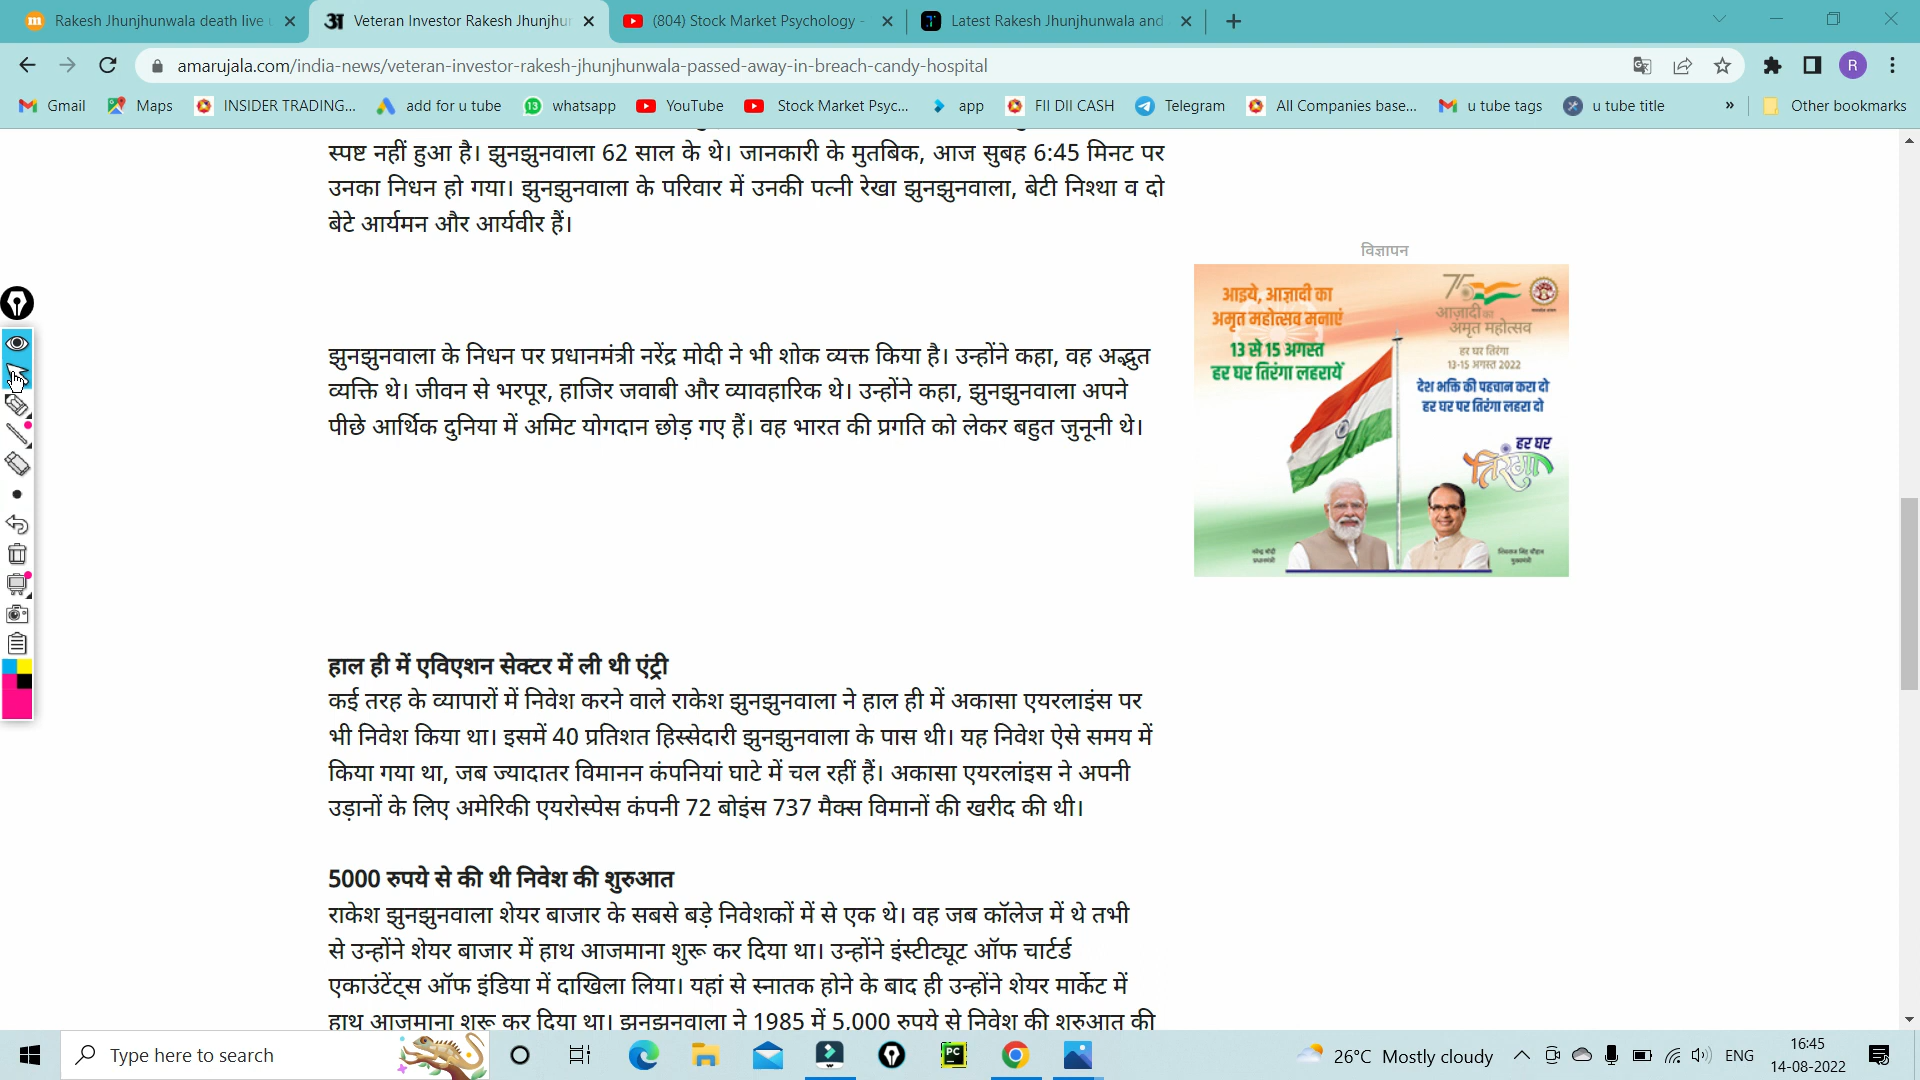 Rakesh Jhunjhunwala death live
Veteran Investor Rakesh Jhunjhun
(804) Stock Market Psychology -
Latest Rakesh Jhunjhunwala and
amarujala.com/india-news/veteran-investor-rakesh-jhunjhunwala-passed-away-in-breach-candy-hospital
R
Gmail
Maps
INSIDER TRADING...
add for u tube
13
whatsapp
YouTube
Stock Market Psyc...
app
FII DII CASH
Telegram
All Companies base...
u tube tags
u tube title
»
Other bookmarks
स्पष्ट नहीं हुआ है। झुनझुनवाला 62 साल के थे। जानकारी के मुतबिक, आज सुबह 6:45 मिनट पर
उनका निधन हो गया। झुनझुनवाला के परिवार में उनकी पत्नी रेखा झुनझुनवाला, बेटी निश्था व दो
बेटे आर्यमन और आर्यवीर हैं।
विज्ञापन
आइये, आज़ादी का
अमृत महोत्सव मनाएं
13 से 15 अगस्त
हर घर तिरंगा लहरायें
75
आज़ादी का
अमृत महोत्सव
हर घर तिरंगा
13-15 अगस्त 2022
देश भक्ति की पहचान करा दो
हर घर पर तिरंगा लहरा दो
हर घर
तिरंगा
नरेन्द्र मोदी
प्रधानमंत्री
शिवराज सिंह चौहान
मुख्यमंत्री
झुनझुनवाला के निधन पर प्रधानमंत्री नरेंद्र मोदी ने भी शोक व्यक्त किया है। उन्होंने कहा, वह अद्भुत
व्यक्ति थे। जीवन से भरपूर, हाजिर जवाबी और व्यावहारिक थे। उन्होंने कहा, झुनझुनवाला अपने
पीछे आर्थिक दुनिया में अमिट योगदान छोड़ गए हैं। वह भारत की प्रगति को लेकर बहुत जुनूनी थे।
हाल ही में एविएशन सेक्टर में ली थी एंट्री
कई तरह के व्यापारों में निवेश करने वाले राकेश झुनझुनवाला ने हाल ही में अकासा एयरलाइंस पर
भी निवेश किया था। इसमें 40 प्रतिशत हिस्सेदारी झुनझुनवाला के पास थी। यह निवेश ऐसे समय में
किया गया था, जब ज्यादातर विमानन कंपनियां घाटे में चल रहीं हैं। अकासा एयरलांइस ने अपनी
उड़ानों के लिए अमेरिकी एयरोस्पेस कंपनी 72 बोइंस 737 मैक्स विमानों की खरीद की थी।
5000 रुपये से की थी निवेश की शुरुआत
राकेश झुनझुनवाला शेयर बाजार के सबसे बड़े निवेशकों में से एक थे। वह जब कॉलेज में थे तभी
से उन्होंने शेयर बाजार में हाथ आजमाना शुरू कर दिया था। उन्होंने इंस्टीट्यूट ऑफ चार्टर्ड
एकाउंटेंट्स ऑफ इंडिया में दाखिला लिया। यहां से स्नातक होने के बाद ही उन्होंने शेयर मार्केट में
हाथ आजमाना शुरू कर दिया था। झुनझुनवाला ने 1985 में 5,000 रुपये से निवेश की शुरुआत की
Type here to search
PC
26°C Mostly cloudy
ENG
16:45
14-08-2022